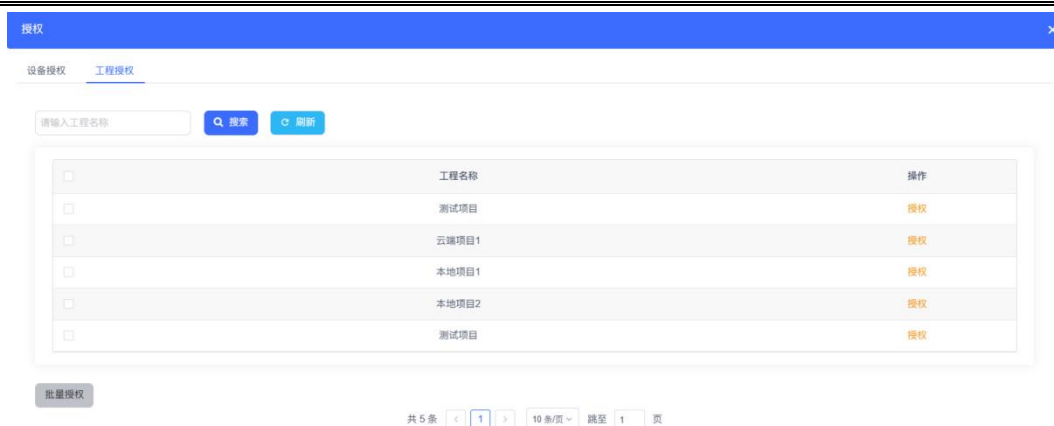 授权
设备授权 工程授权
请输入工程名称 搜索 刷新
工程名称 操作
测试项目 授权
云端项目1 授权
本地项目1 授权
本地项目2 授权
测试项目 授权
批量授权
共 5 条 < 1 > 10 条/页 跳至 1 页